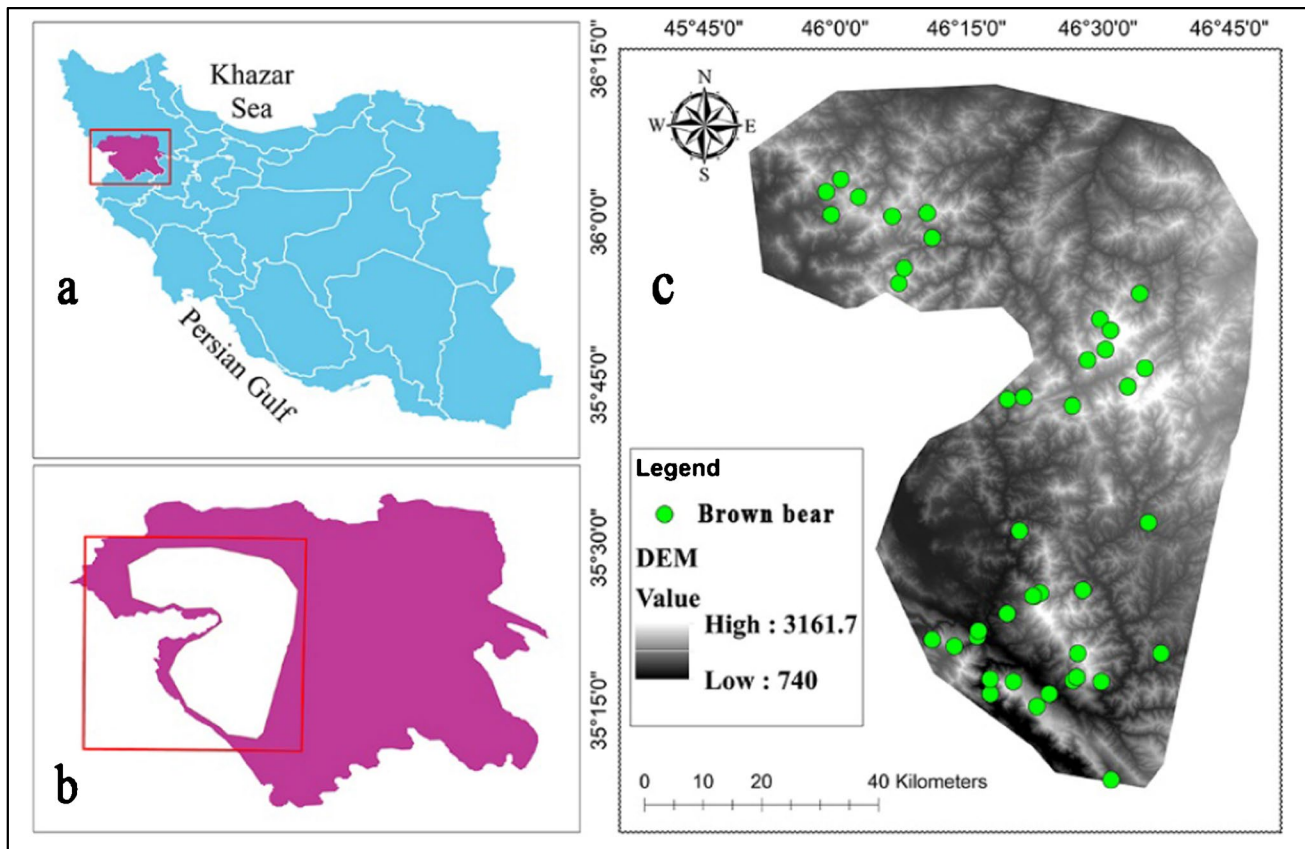 Khazar
Sea
Persian Gulf
a
b
45°45'0" 46°0'0" 46°15'0" 46°30'0" 46°45'0"
36°15'0"
36°0'0"
35°45'0"
35°30'0"
35°15'0"
N
W E
S
c
Legend
Brown bear
DEM
Value
High : 3161.7
Low : 740
0 10 20 40 Kilometers